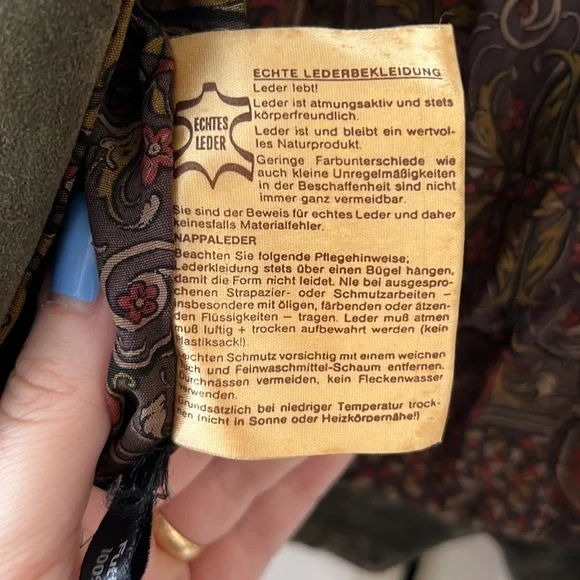 ECHTE LEDERBEKLEIDUNG
Leder lebt!
Leder ist atmungsaktiv und stets
körperfreundlich.
Leder ist und bleibt ein wertvol-
les Naturprodukt.
Geringe Farbunterschiede wie
auch kleine Unregelmäßigkeiten
in der Beschaffenheit sind nicht
immer ganz vermeidbar.
ECHTES
LEDER
Sie sind der Beweis für echtes Leder und daher
keinesfalls Materialfehler.
NAPPALEDER
Beachten Sie folgende Pflegehinweise;
Lederkleidung stets über einen Bügel hängen,
damit die Form nicht leidet. Nie bei ausgespro-
chenen Strapazier- oder Schmutzarbeiten –
insbesondere mit öligen, färbenden oder ätzen-
den Flüssigkeiten – tragen. Leder muß atmen
muß luftig + trocken aufbewahrt werden (kein
Plastiksack!).
Leichten Schmutz vorsichtig mit einem weichen
und Feinwaschmittel-Schaum entfernen.
Durchnässen vermeiden, kein Fleckenwasser
verwenden.
Grundsätzlich bei niedriger Temperatur trock-
nen (nicht in Sonne oder Heizkörpernähe!)
100%